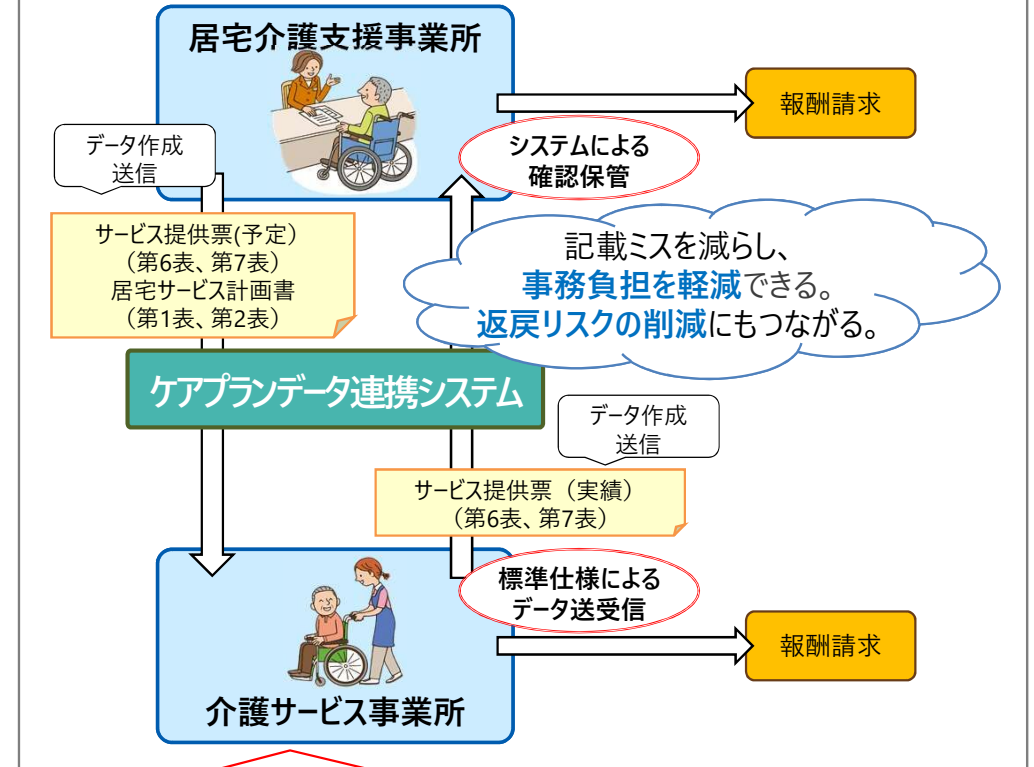 居宅介護支援事業所
報酬請求
データ作成
送信
システムによる
確認保管
サービス提供票(予定）
（第6表、第7表）
居宅サービス計画書
（第1表、第2表）
記載ミスを減らし、
事務負担を軽減できる。
返戻リスクの削減にもつながる。
ケアプランデータ連携システム
データ作成
送信
サービス提供票（実績）
（第6表、第7表）
標準仕様による
データ送受信
報酬請求
介護サービス事業所